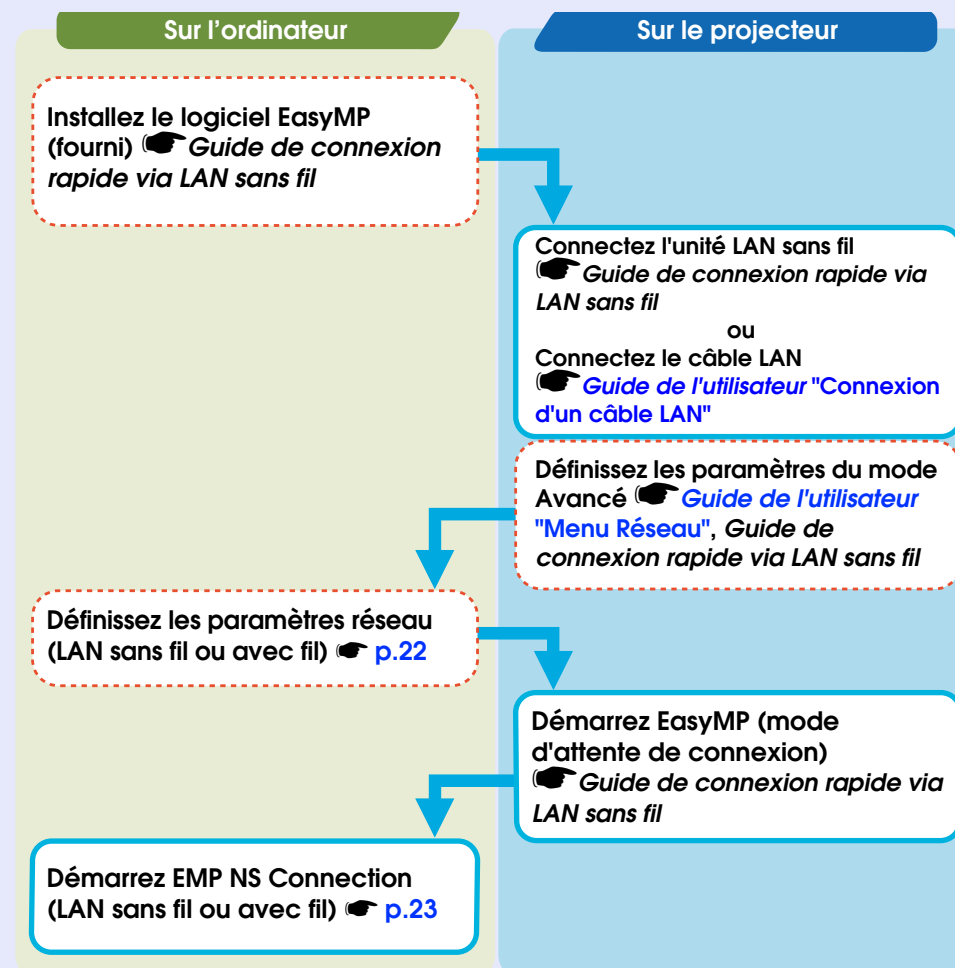 Sur l'ordinateur
Sur le projecteur
Installez le logiciel EasyMP
(fourni) ☛ Guide de connexion
rapide via LAN sans fil
Connectez l'unité LAN sans fil
☛ Guide de connexion rapide via
LAN sans fil
ou
Connectez le câble LAN
☛ Guide de l'utilisateur "Connexion
d'un câble LAN"
Définissez les paramètres du mode
Avancé ☛ Guide de l'utilisateur
"Menu Réseau", Guide de
connexion rapide via LAN sans fil
Définissez les paramètres réseau
(LAN sans fil ou avec fil) ☛ p.22
Démarrez EasyMP (mode
d'attente de connexion)
☛ Guide de connexion rapide via
LAN sans fil
Démarrez EMP NS Connection
(LAN sans fil ou avec fil) ☛ p.23